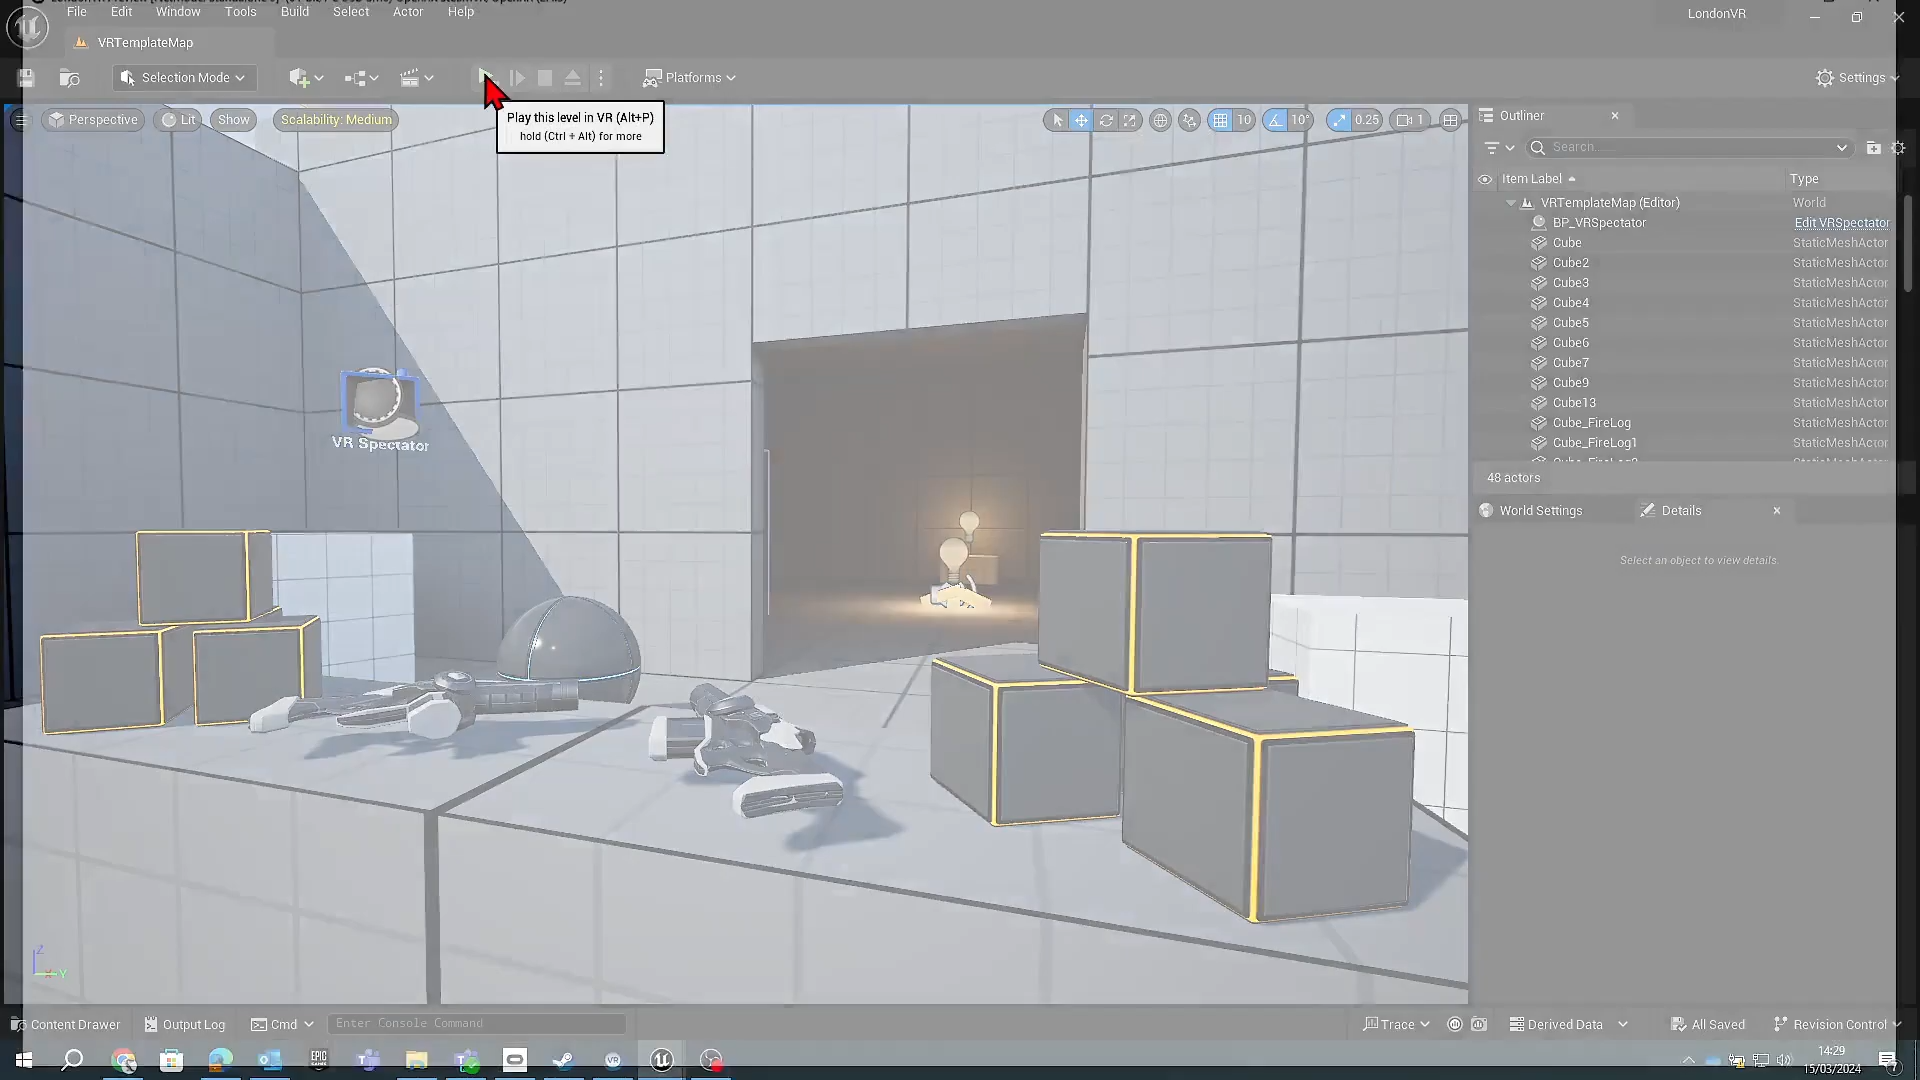 File Edit Window Tools Build Select Actor Help
LondonVR
VRTemplateMap
Selection Mode
Platforms
Settings
Play this level in VR (Alt+P)
hold (Ctrl + Alt) for more
Perspective
Lit
Show
Scalability: Medium
10
10°
0.25
1
VR Spectator
Outliner
Search...
Item Label
Type
VRTemplateMap (Editor) World
BP_VRSpectator Edit VRSpectator
Cube StaticMeshActor
Cube2 StaticMeshActor
Cube3 StaticMeshActor
Cube4 StaticMeshActor
Cube5 StaticMeshActor
Cube6 StaticMeshActor
Cube7 StaticMeshActor
Cube9 StaticMeshActor
Cube13 StaticMeshActor
Cube_FireLog StaticMeshActor
Cube_FireLog1 StaticMeshActor
48 actors
World Settings
Details
Select an object to view details.
Z
Y
Content Drawer
Output Log
Cmd
Enter Console Command
Trace
Derived Data
All Saved
Revision Control
EPIC
VR
14:29
15/03/2024
7